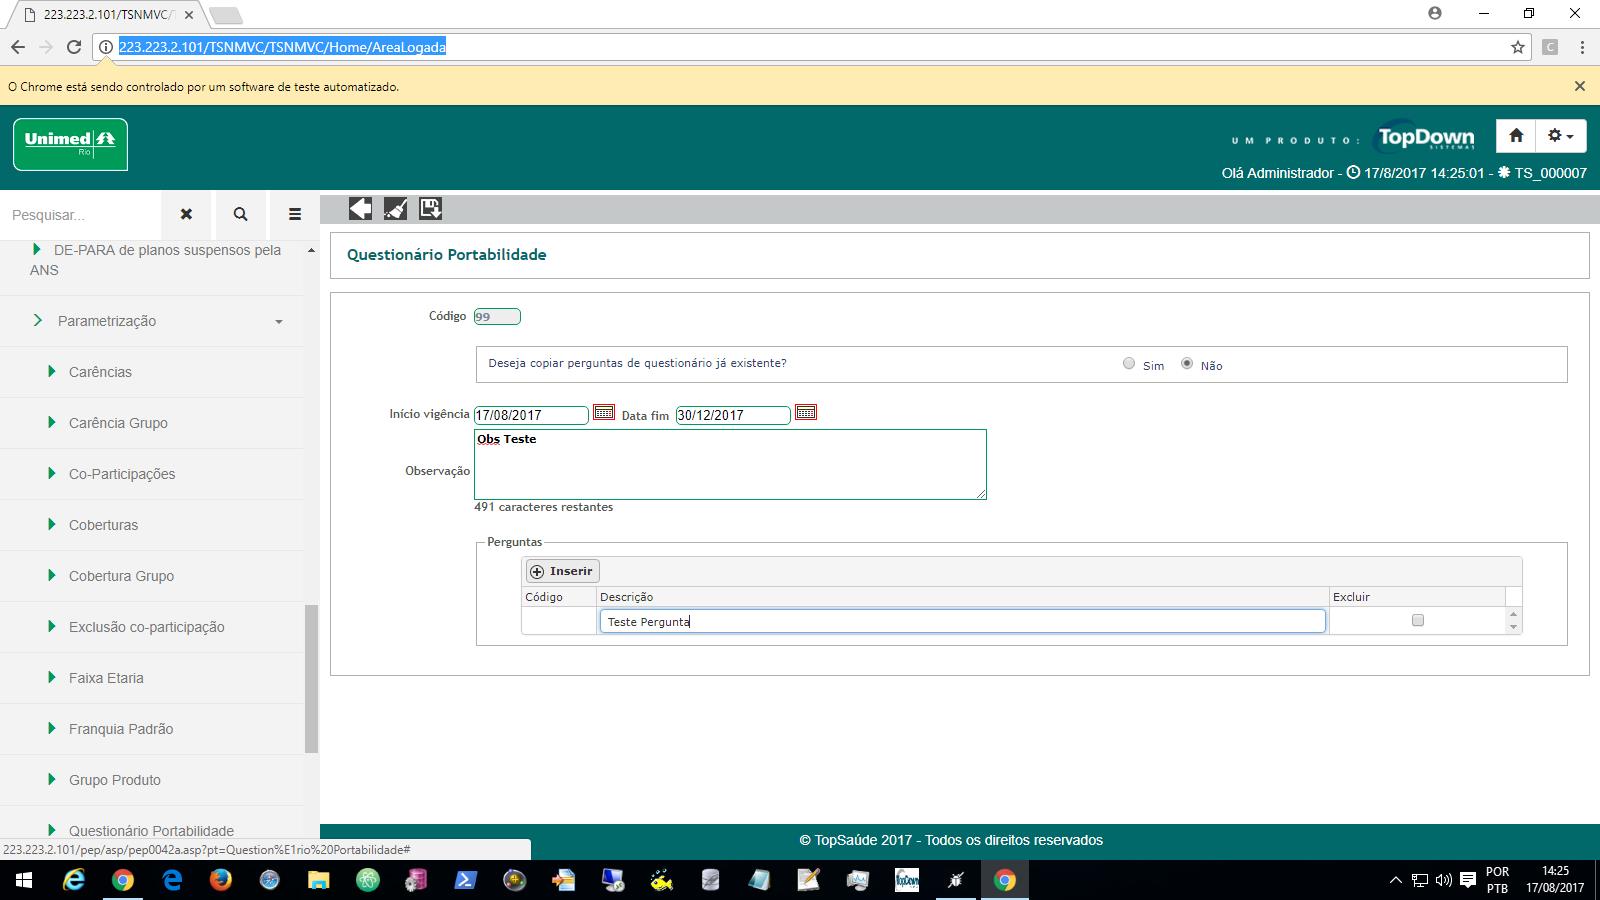 223.223.2.101/TSNMVC/T
223.223.2.101/TSNMVC/TSNMVC/Home/AreaLogada
C
O Chrome está sendo controlado por um software de teste automatizado.
Unimed
Rio
UM PRODUTO:
TopDown
SISTEMAS
Olá Administrador - 17/8/2017 14:25:01 - TS_000007
Pesquisar...
DE-PARA de planos suspensos pela
ANS
Parametrização
Carências
Carência Grupo
Co-Participações
Coberturas
Cobertura Grupo
Exclusão co-participação
Faixa Etaria
Franquia Padrão
Grupo Produto
Questionário Portabilidade
223.223.2.101/pep/asp/pep0042a.asp?pt=Question%E1rio%20Portabilidade#
Questionário Portabilidade
Código 99
Deseja copiar perguntas de questionário já existente? Sim Não
Início vigência 17/08/2017 Data fim 30/12/2017
Observação Obs Teste
491 caracteres restantes
Perguntas
Inserir
Código Descrição Excluir
Teste Pergunta
© TopSaúde 2017 - Todos os direitos reservados
TopDown
POR
PTB
14:25
17/08/2017